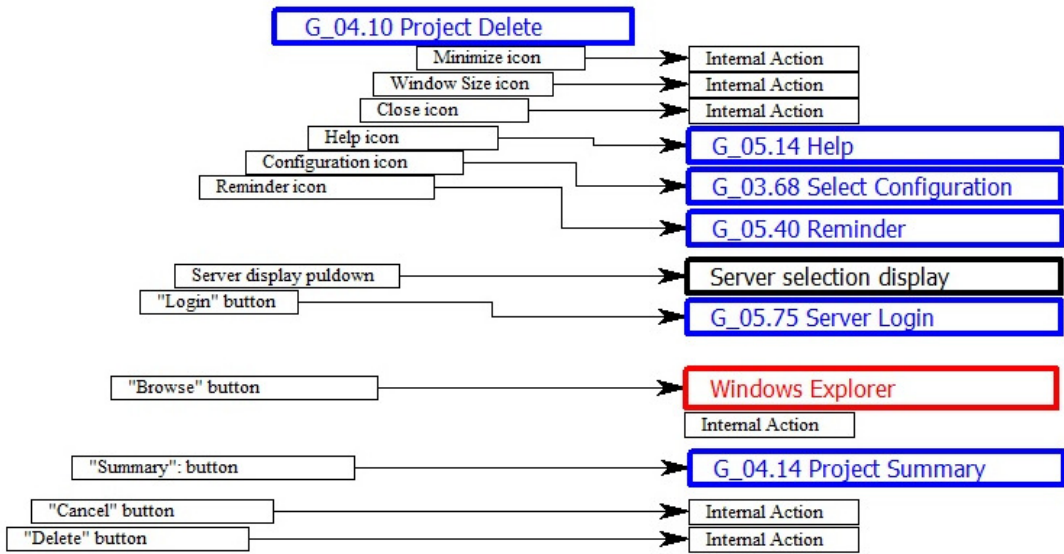 G_04.10 Project Delete
Minimize icon
Internal Action
Window Size icon
Internal Action
Close icon
Internal Action
Help icon
G_05.14 Help
Configuration icon
G_03.68 Select Configuration
Reminder icon
G_05.40 Reminder
Server display puldown
Server selection display
"Login" button
G_05.75 Server Login
"Browse" button
Windows Explorer
Internal Action
"Summary": button
G_04.14 Project Summary
"Cancel" button
Internal Action
"Delete" button
Internal Action